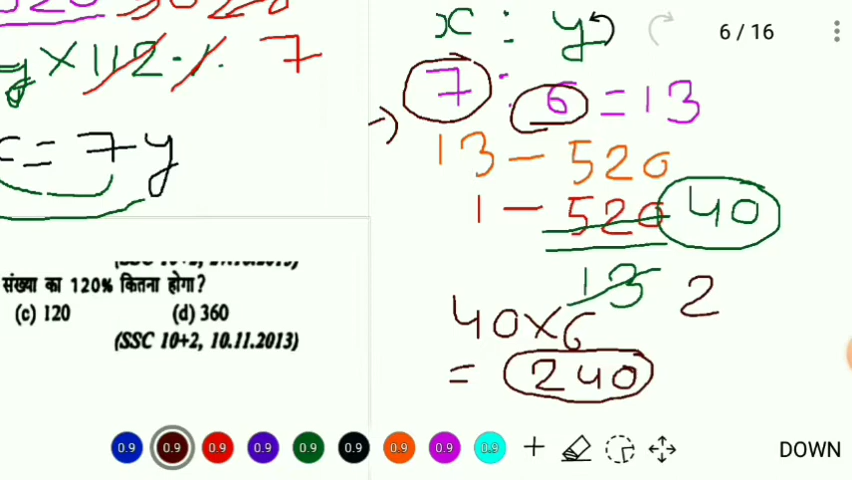 x : y
6 / 16
y × 112 · 1 7
7 : 6 = 13
= 7y
13 – 520
1 – 520 40
13 2
संख्या का 120% कितना होगा?
(c) 120 (d) 360
(SSC 10+2, 10.11.2013)
40×6
= 240
0.9 0.9 0.9 0.9 0.9 0.9 0.9 0.9 0.9
DOWN